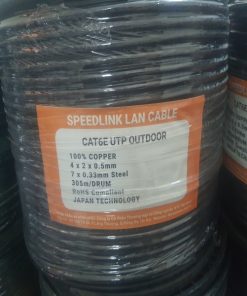 SPEEDLINK LAN CABLE
CAT6E UTP OUTDOOR
100% COPPER
4 x 2 x 0.5mm
7 x 0.33mm Steel
305m/DRUM
RoHS Compliant
JAPAN TECHNOLOGY